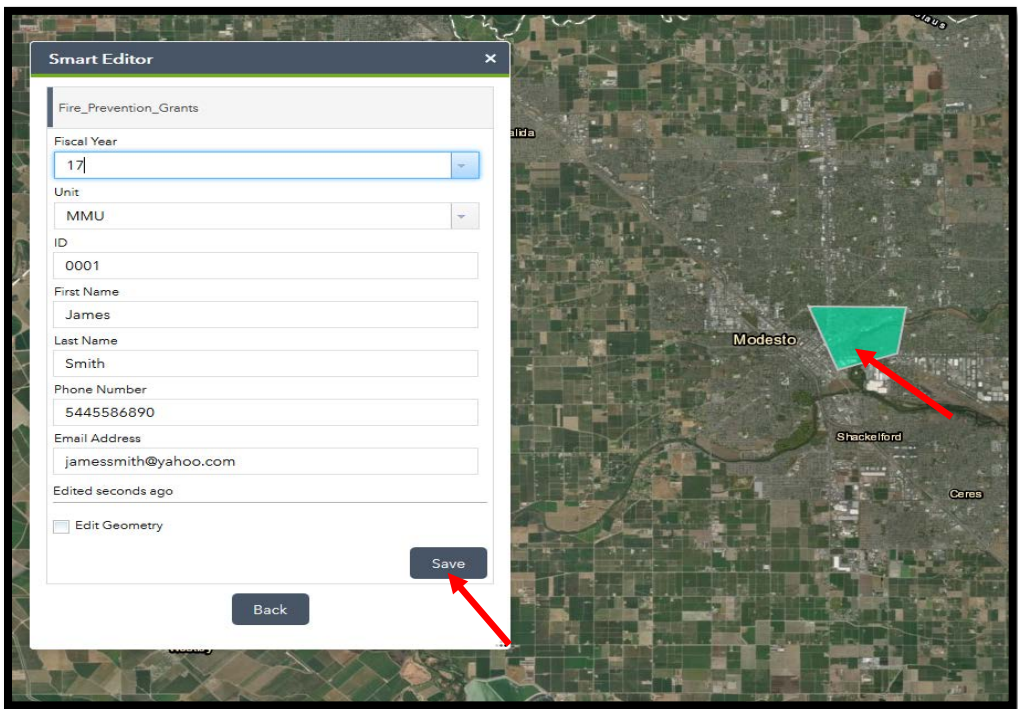 Smart Editor ×
Fire_Prevention_Grants
Fiscal Year
17
Unit
MMU
ID
0001
First Name
James
Last Name
Smith
Phone Number
5445586890
Email Address
jamessmith@yahoo.com
Edited seconds ago
Edit Geometry
Save
Back
Modesto
Shackelford
Ceres